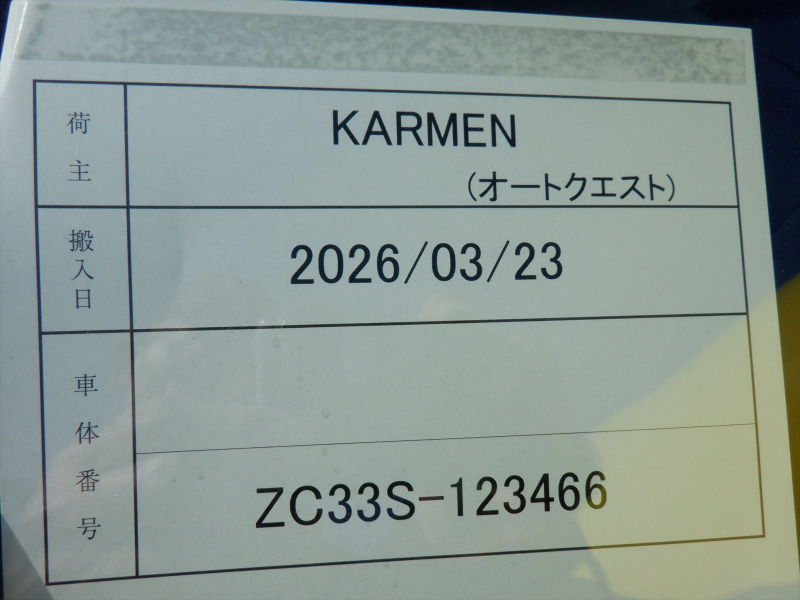 荷主
KARMEN
(オートクエスト)
搬入日
2026/03/23
車体番号
ZC33S-123466